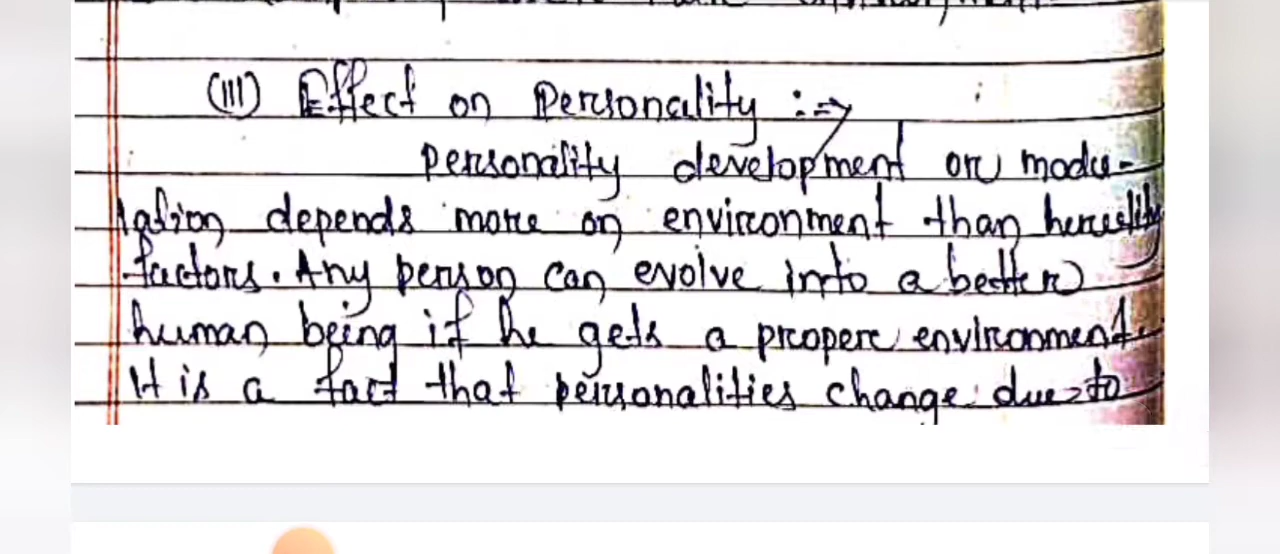 (III) Effect on Personality :->
personality development or modu-
lation depends more on environment than heredity
factors. Any person can evolve into a better
human being if he gets a proper environment.
It is a fact that personalities change due to